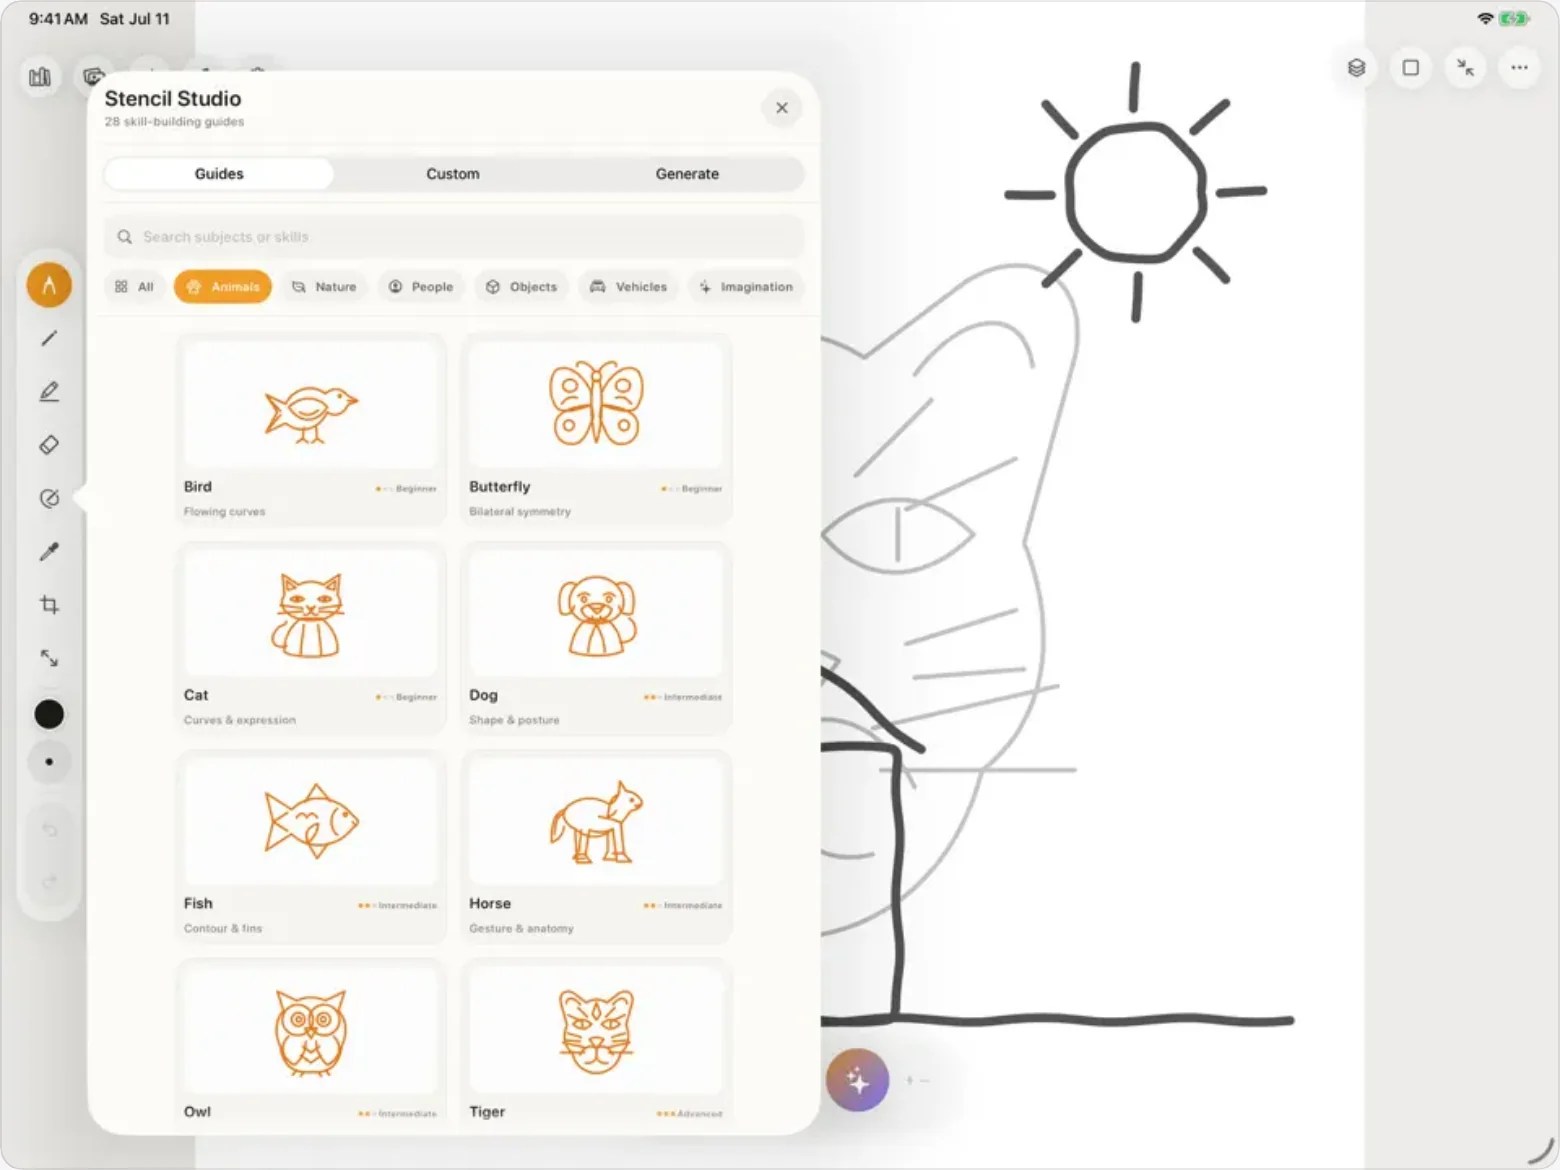 9:41 AM Sat Jul 11
Stencil Studio
28 skill-building guides
Guides Custom Generate
Search subjects or skills
All Animals Nature People Objects Vehicles Imagination
Bird Beginner
Flowing curves
Butterfly Beginner
Bilateral symmetry
Cat Beginner
Curves & expression
Dog Intermediate
Shape & posture
Fish Intermediate
Contour & fins
Horse Intermediate
Gesture & anatomy
Owl Intermediate
Tiger Advanced